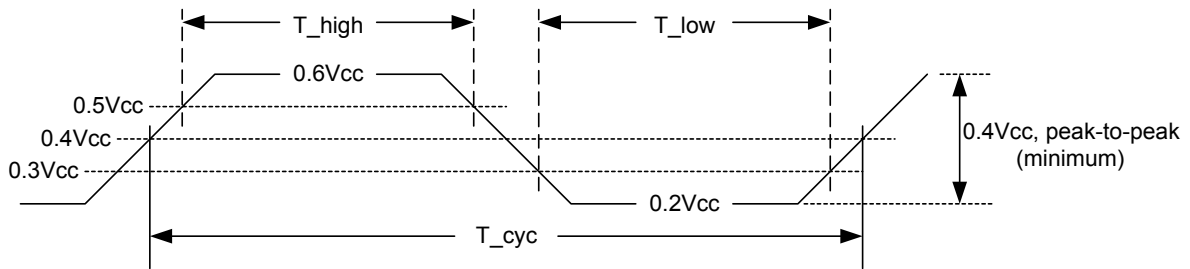 T_high
T_low
0.6Vcc
0.5Vcc
0.4Vcc
0.4Vcc, peak-to-peak
(minimum)
0.3Vcc
0.2Vcc
T_cyc